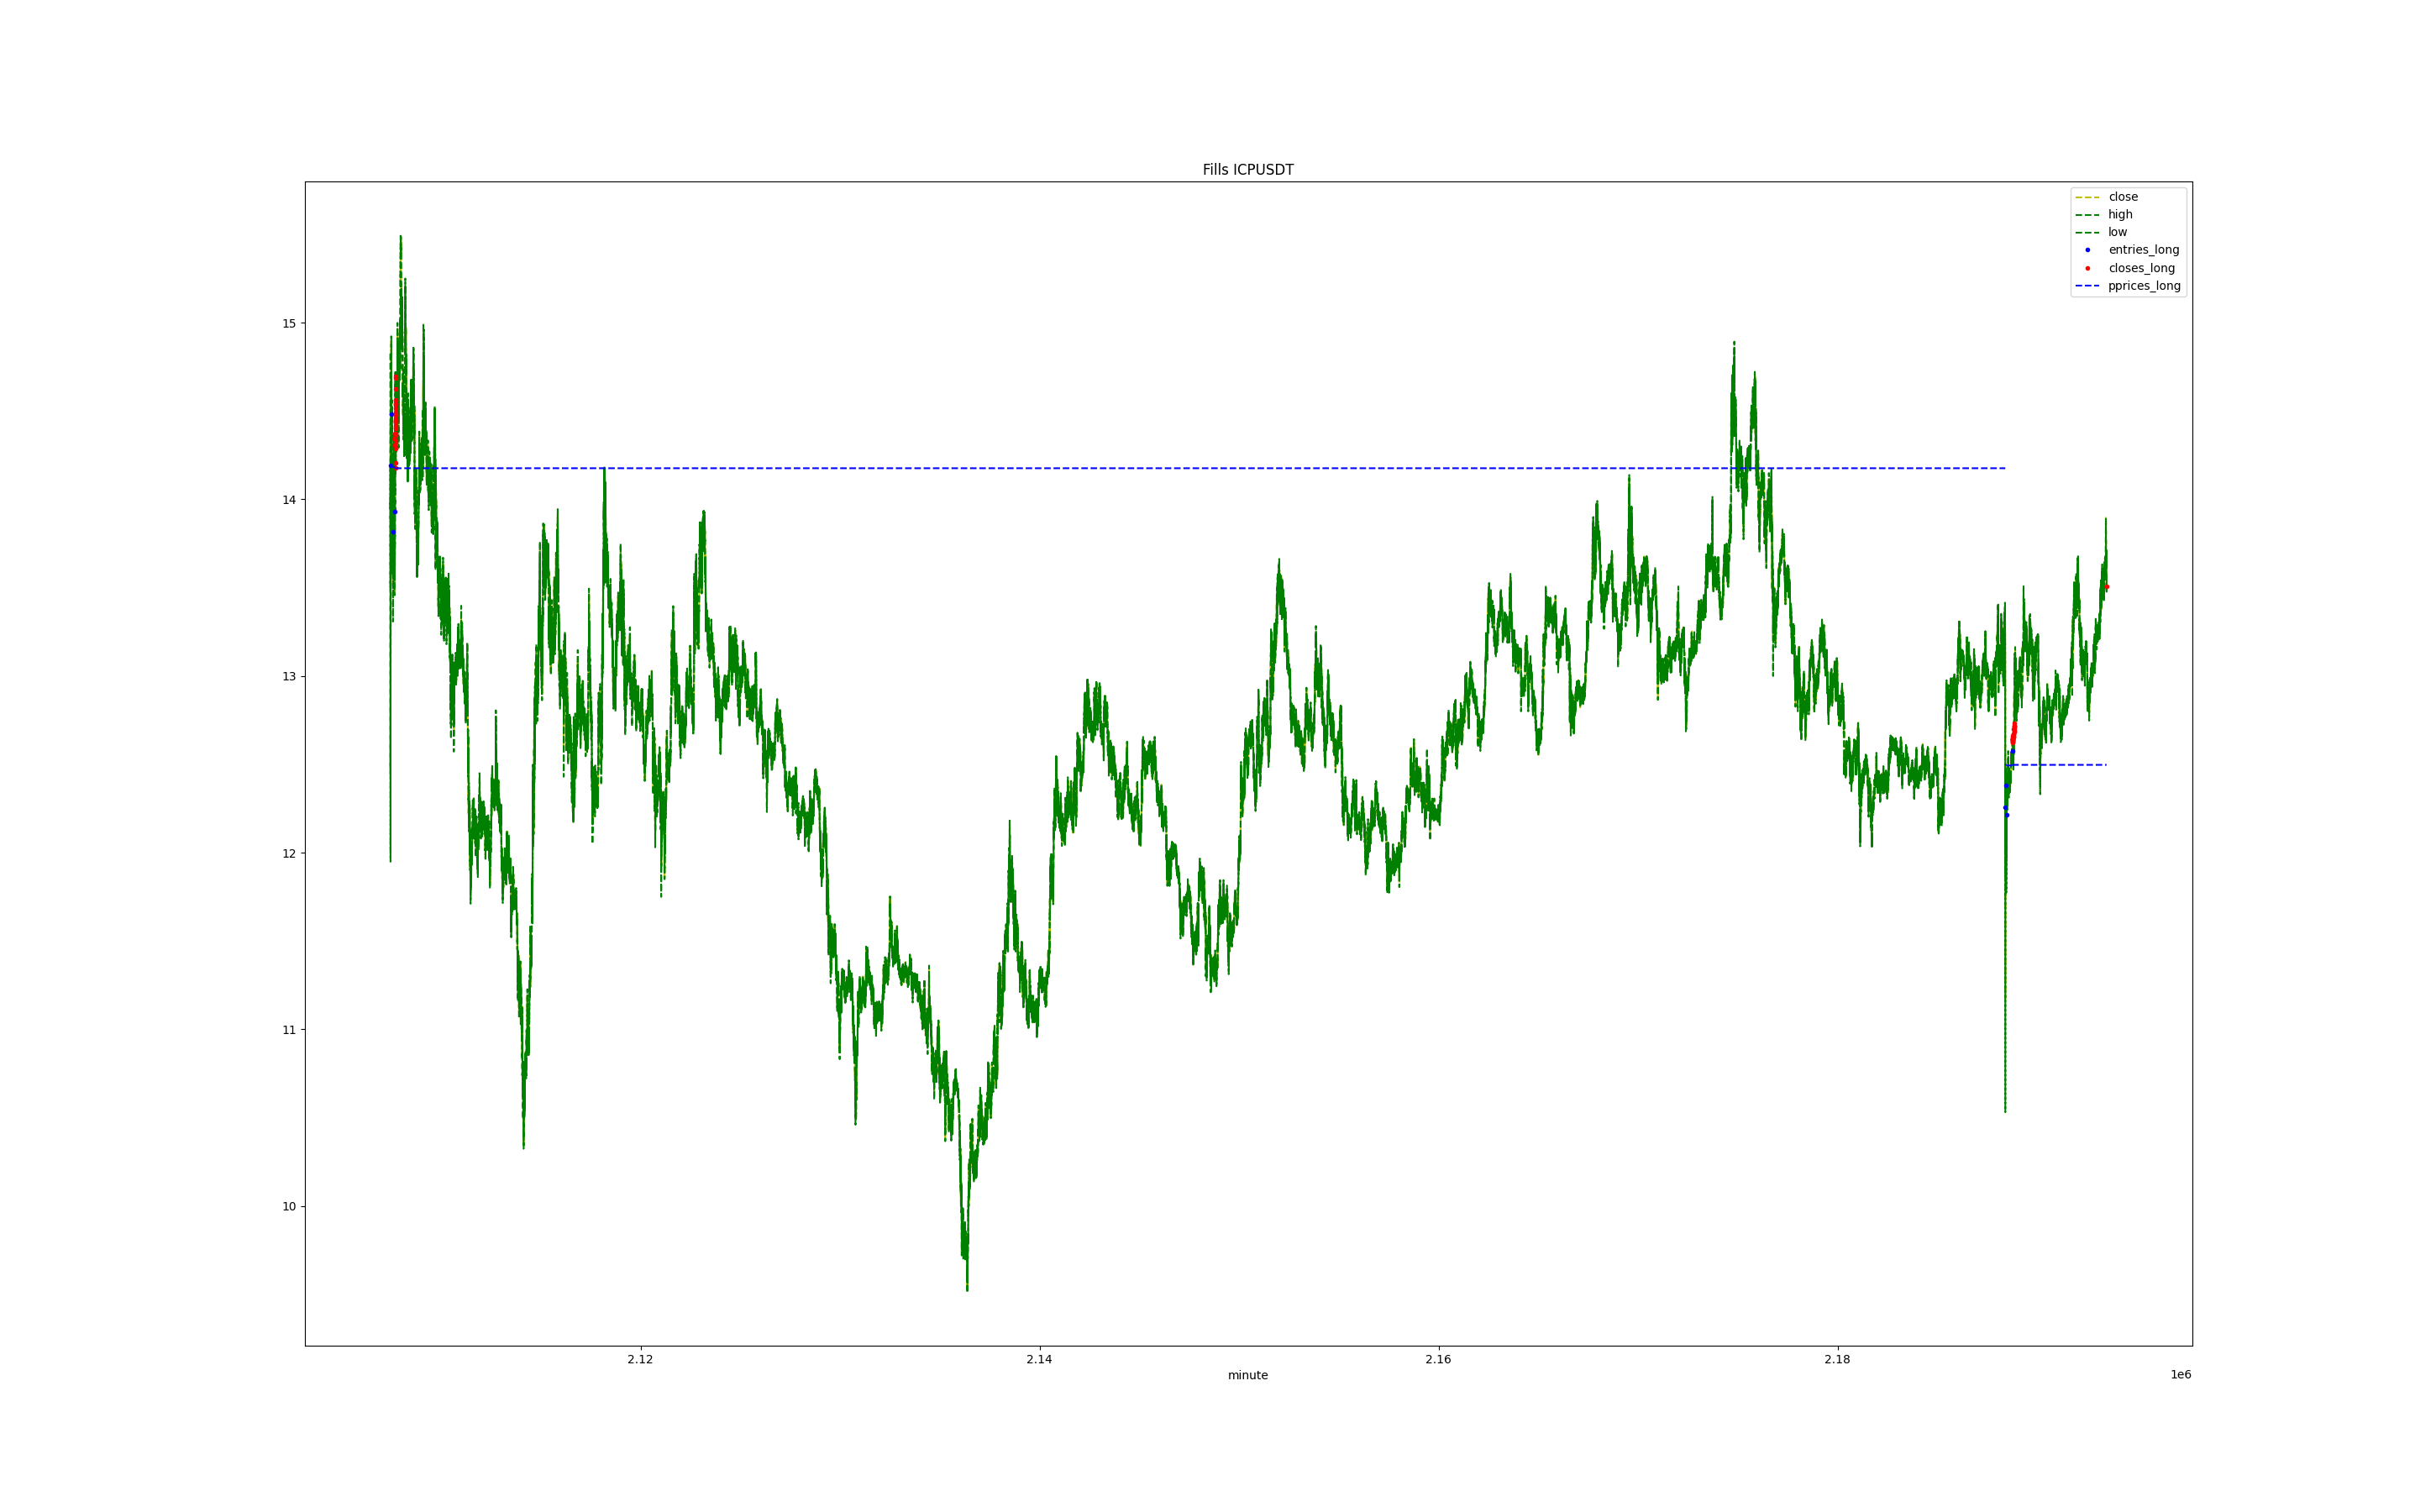 Fills ICPUSDT
close
high
low
entries_long
closes_long
pprices_long
15
14
13
12
11
10
2.12
2.14
2.16
2.18
minute
1e6